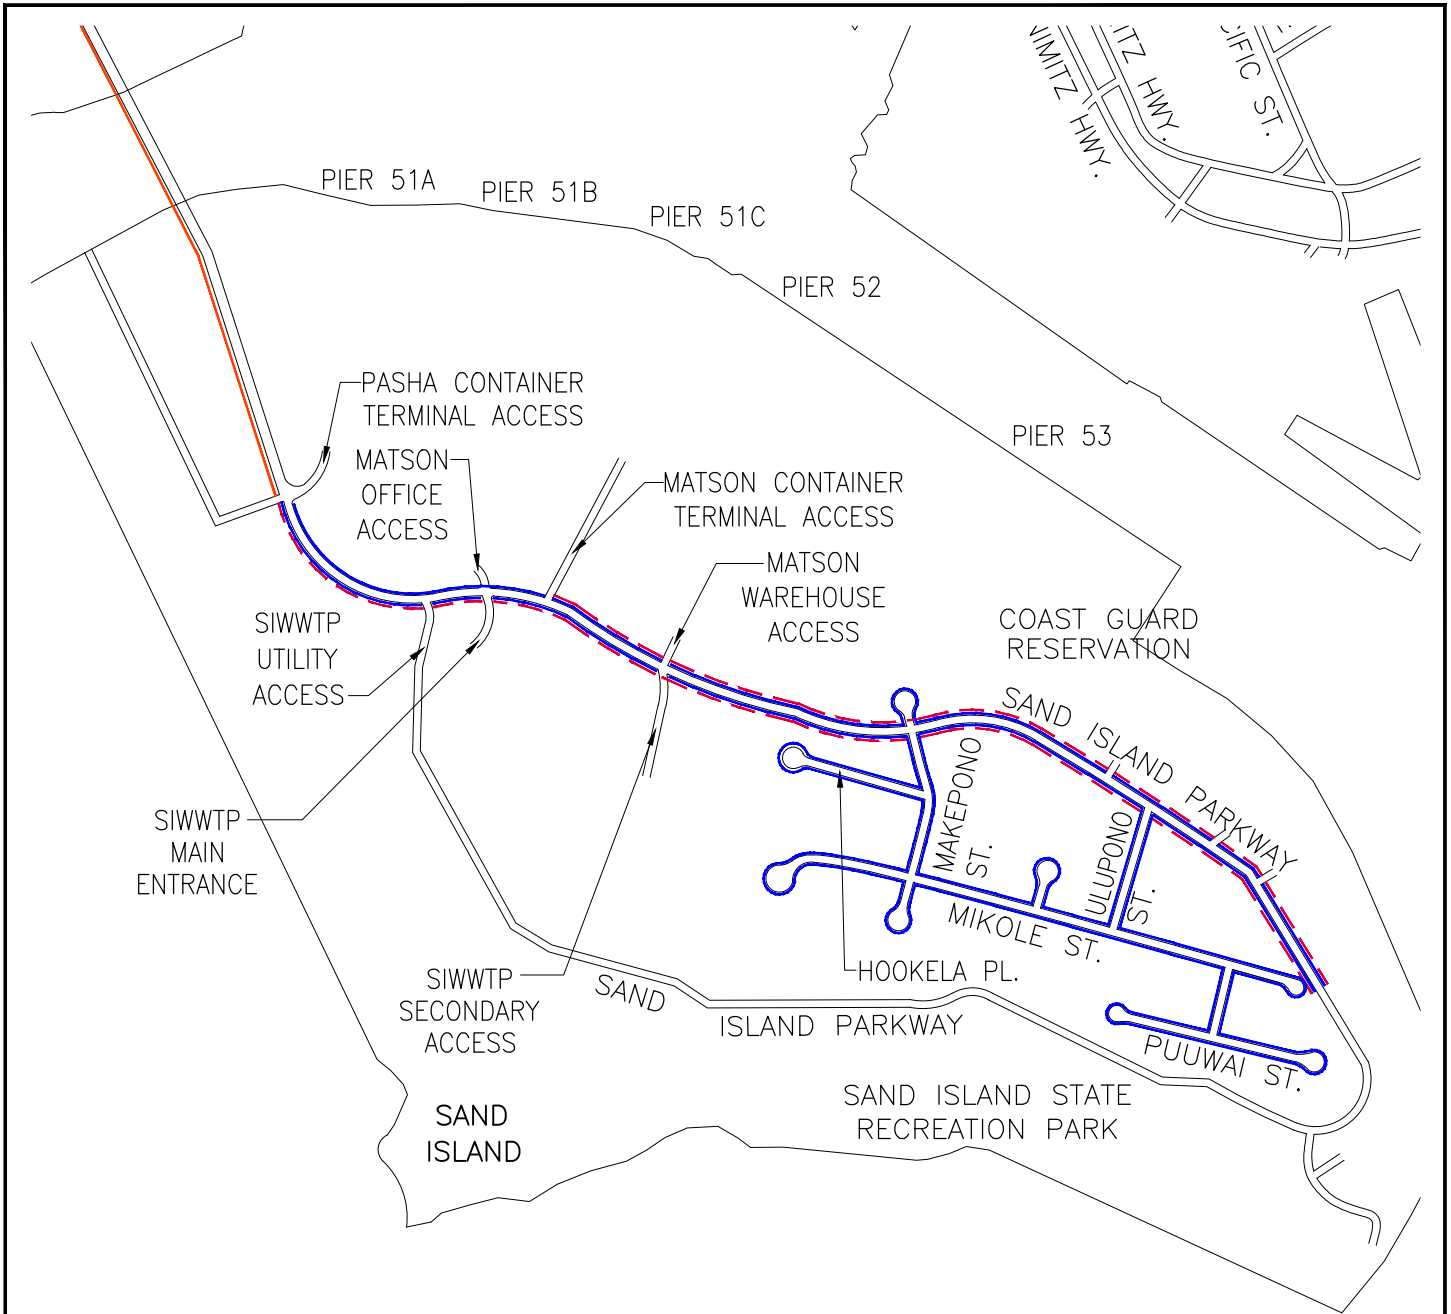 NIMITZ HWY.
ITZ HWY.
CIFIC ST.
PIER 51A
PIER 51B
PIER 51C
PIER 52
PIER 53
PASHA CONTAINER
TERMINAL ACCESS
MATSON
OFFICE
ACCESS
MATSON CONTAINER
TERMINAL ACCESS
MATSON
WAREHOUSE
ACCESS
COAST GUARD
RESERVATION
SIWWTP
UTILITY
ACCESS
SAND ISLAND PARKWAY
SIWWTP
MAIN
ENTRANCE
MAKEPONO
ST.
ULUPONO
ST.
MIKOLE ST.
HOOKELA PL.
SIWWTP
SECONDARY
ACCESS
SAND
ISLAND PARKWAY
PUUWAI ST.
SAND ISLAND STATE
RECREATION PARK
SAND
ISLAND